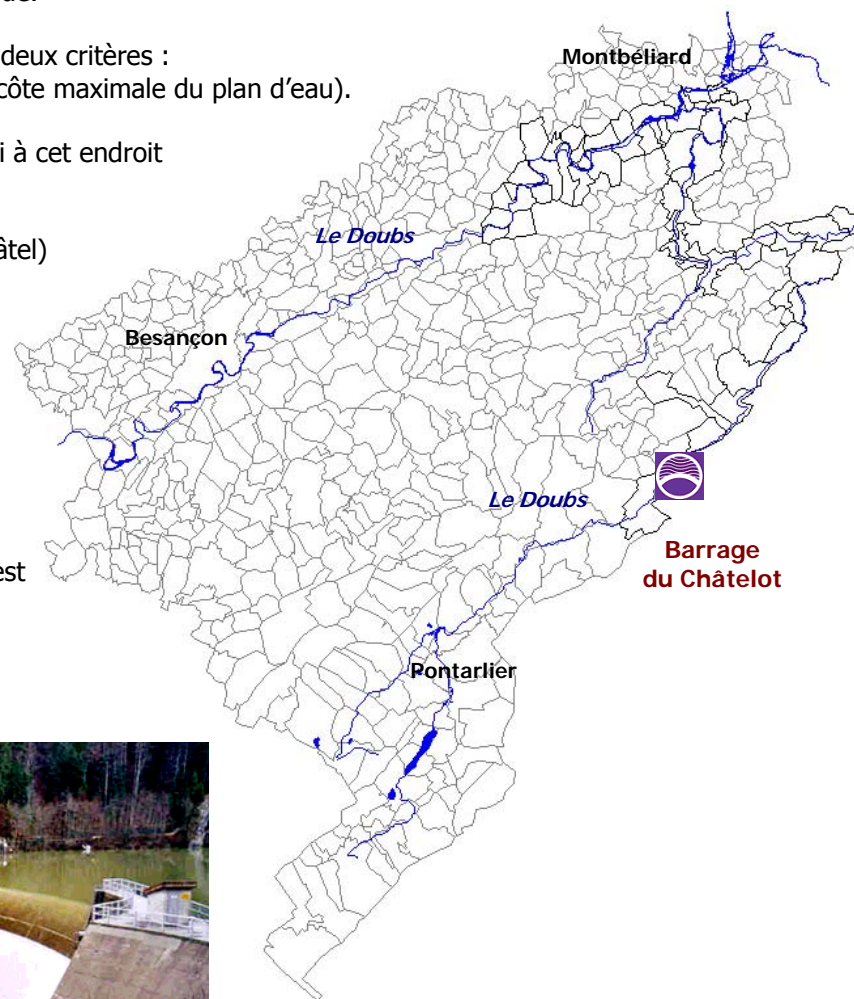 deux critères :
côte maximale du plan d'eau).
i à cet endroit
âtel)
est
Montbéliard
Le Doubs
Besançon
Le Doubs
Barrage
du Châtelot
Pontarlier